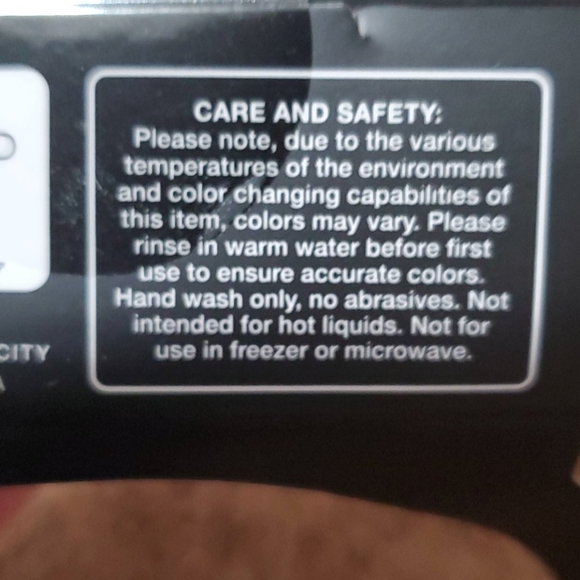 CARE AND SAFETY:
Please note, due to the various
temperatures of the environment
and color changing capabilities of
this item, colors may vary. Please
rinse in warm water before first
use to ensure accurate colors.
Hand wash only, no abrasives. Not
intended for hot liquids. Not for
use in freezer or microwave.
CITY